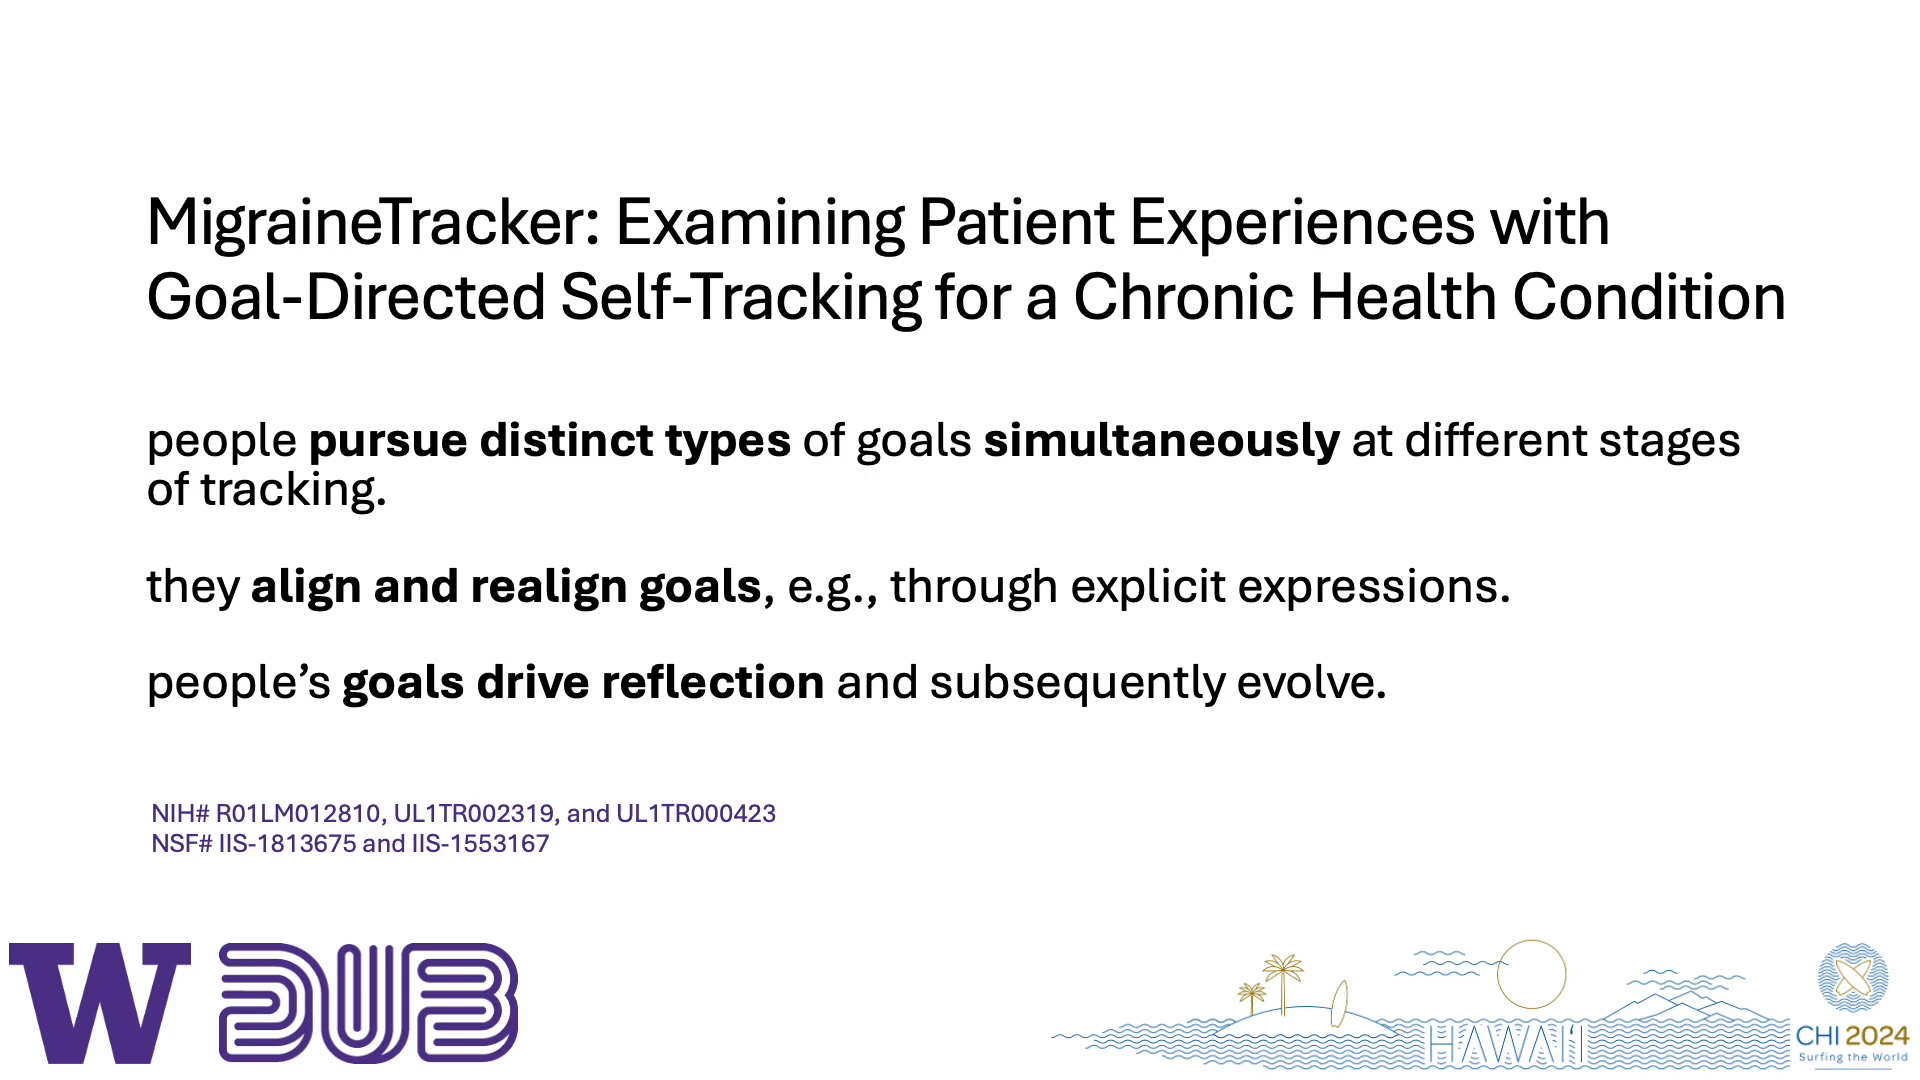 MigraineTracker: Examining Patient Experiences with
Goal-Directed Self-Tracking for a Chronic Health Condition
people pursue distinct types of goals simultaneously at different stages
of tracking.
they align and realign goals, e.g., through explicit expressions.
people’s goals drive reflection and subsequently evolve.
NIH# R01LM012810, UL1TR002319, and UL1TR000423
NSF# IIS-1813675 and IIS-1553167
W DUB
HAWAI‘I
CHI 2024
Surfing the World